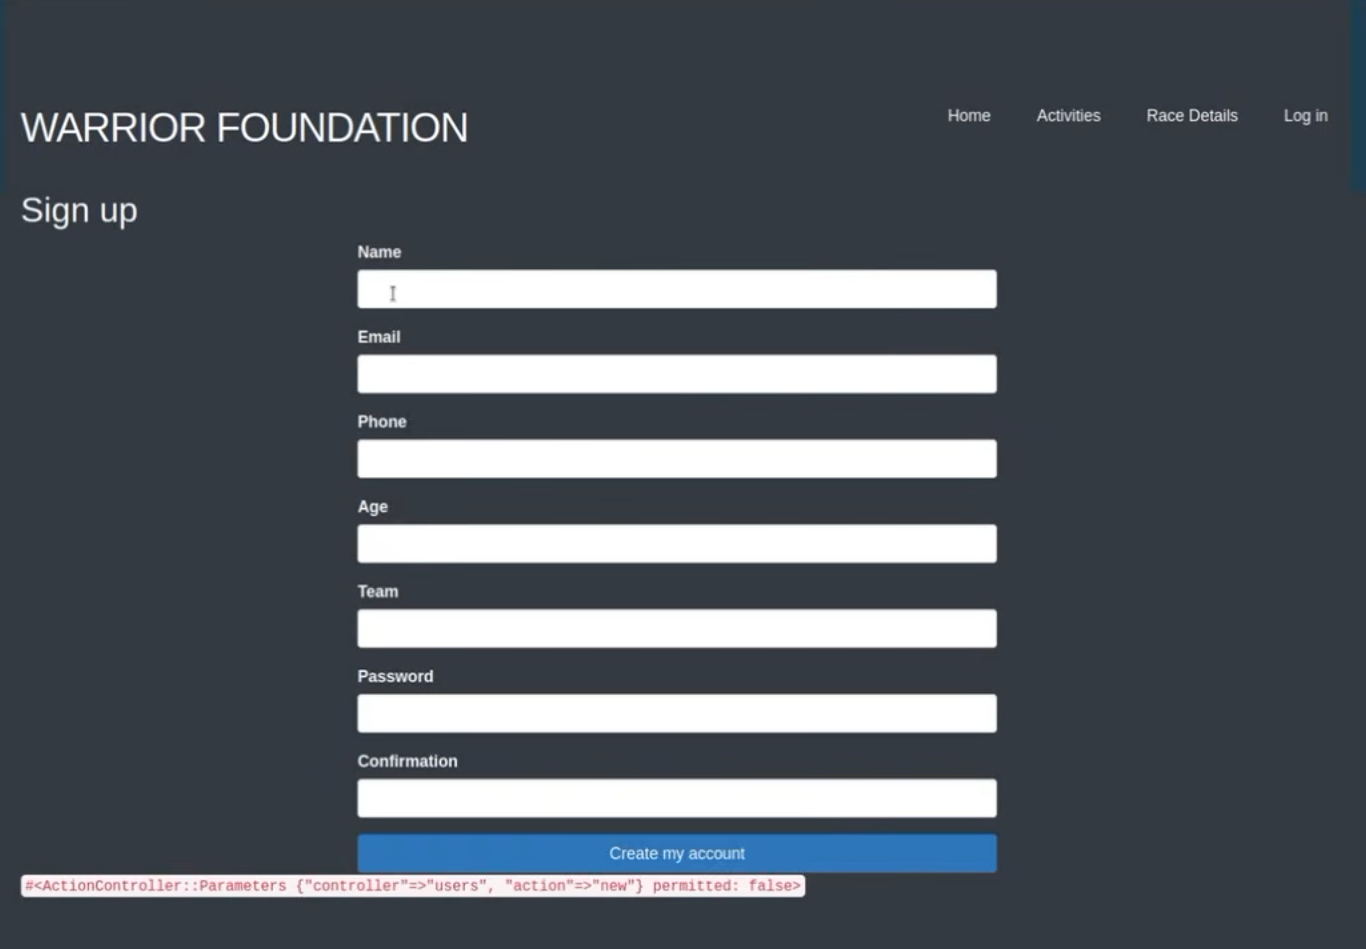 WARRIOR FOUNDATION
Home Activities Race Details Log in
Sign up
Name
Email
Phone
Age
Team
Password
Confirmation
Create my account
#<ActionController::Parameters {"controller"=>"users", "action"=>"new"} permitted: false>